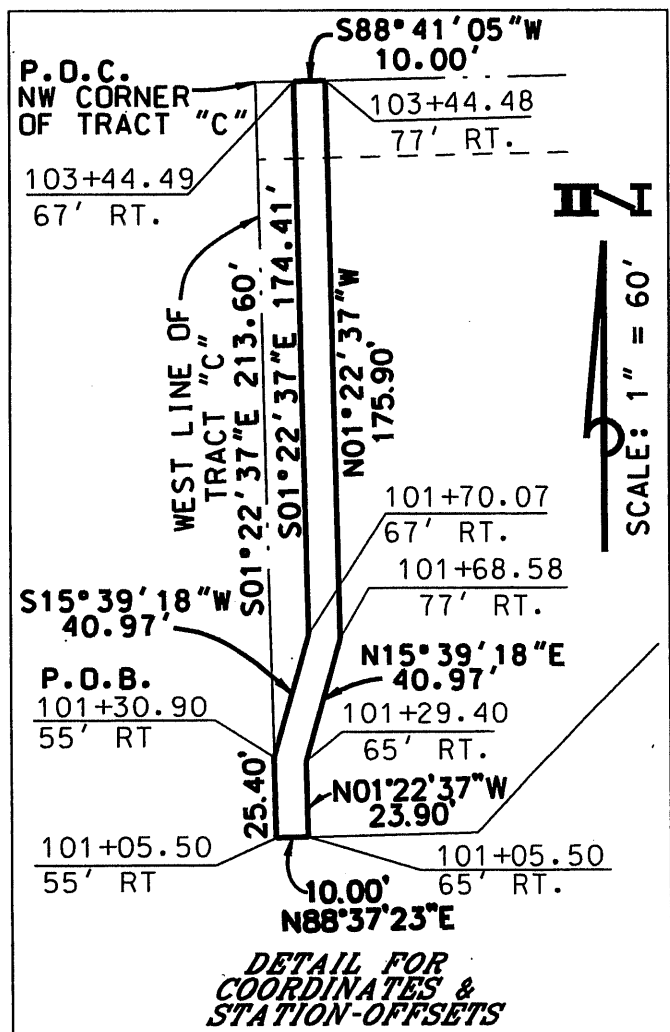 S88°41'05"W
10.00'
P.O.C.
NW CORNER
OF TRACT "C"
103+44.48
77' RT.
103+44.49
67' RT.
WEST LINE OF
TRACT "C"
S01°22'37"E 213.60'
S01°22'37"E 174.41'
N01°22'37"W
175.90'
SCALE: 1" = 60'
101+70.07
67' RT.
101+68.58
77' RT.
S15°39'18"W
40.97'
N15°39'18"E
40.97'
P.O.B.
101+30.90
55' RT
101+29.40
65' RT.
25.40'
N01°22'37"W
23.90'
101+05.50
55' RT
101+05.50
65' RT.
10.00'
N88°37'23"E
DETAIL FOR
COORDINATES &
STATION-OFFSETS